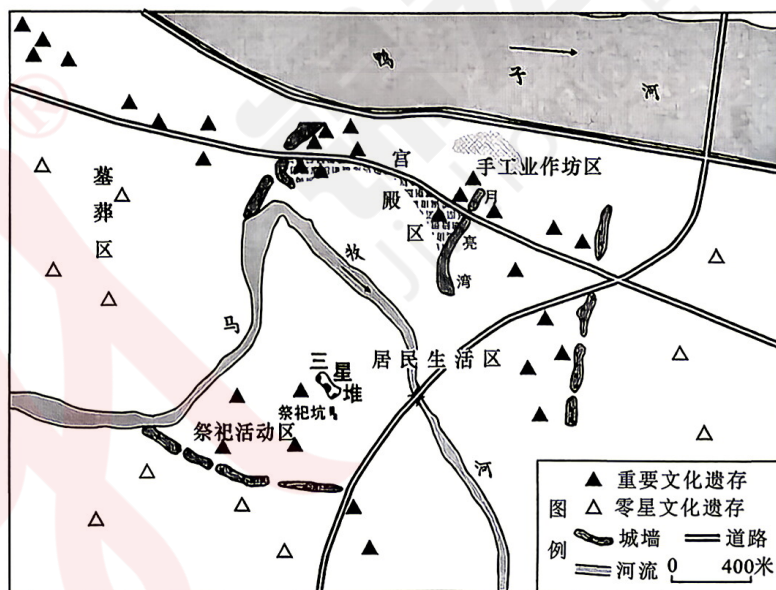 鸭子河
宫殿区
手工业作坊区
月亮湾
墓葬区
马牧河
居民生活区
三星堆
祭祀坑
祭祀活动区
图例
重要文化遗存
零星文化遗存
城墙
道路
河流
0 400米
®